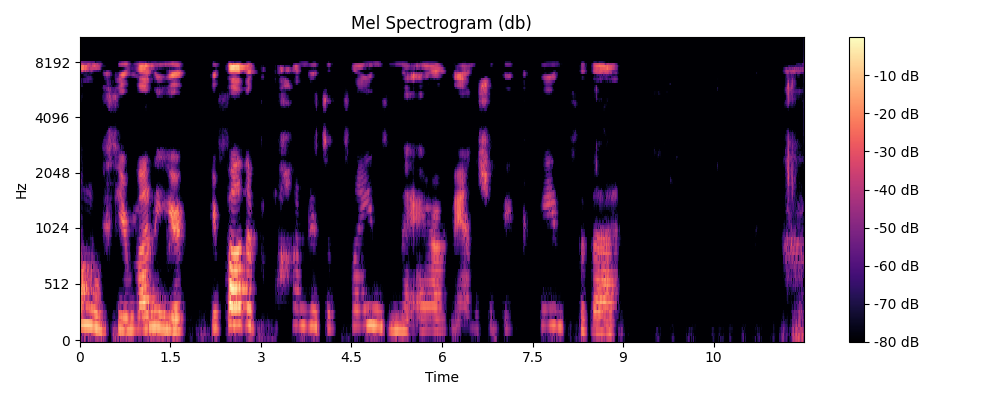 Mel Spectrogram (db)
8192
4096
2048
1024
512
0
Hz
0 1.5 3 4.5 6 7.5 9 10
Time
-10 dB
-20 dB
-30 dB
-40 dB
-50 dB
-60 dB
-70 dB
-80 dB